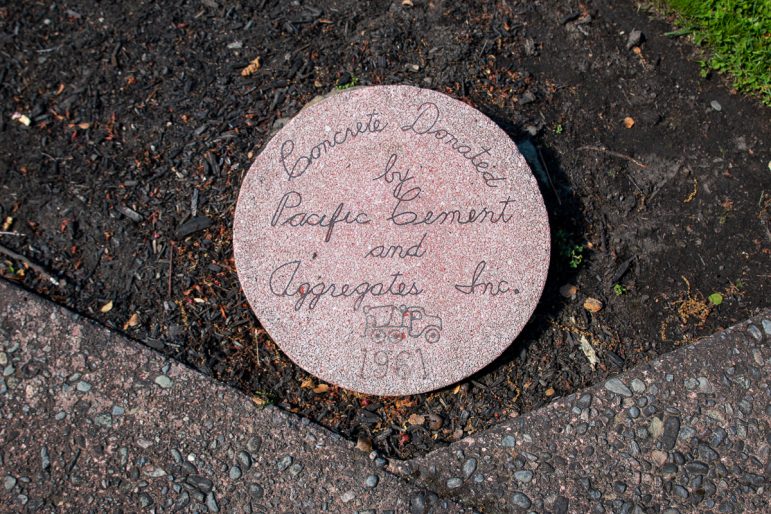 Concrete Donated
by
Pacific Cement
and
Aggregates Inc.
1961